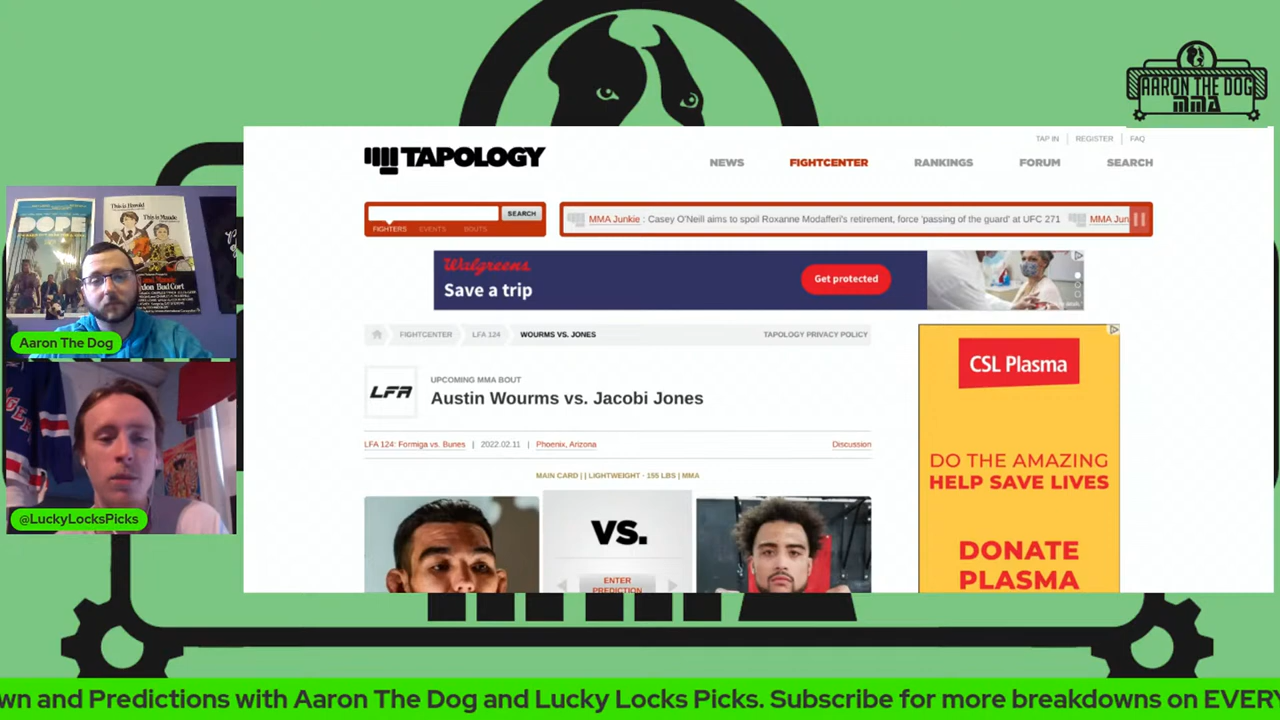 AARON THE DOG
MMA
TAP IN
REGISTER
FAQ
TAPOLOGY
NEWS
FIGHTCENTER
RANKINGS
FORUM
SEARCH
SEARCH
FIGHTERS
EVENTS
BOUTS
MMA Junkie : Casey O'Neill aims to spoil Roxanne Modafferi's retirement, force 'passing of the guard' at UFC 271
MMA Jun
Walgreens
Save a trip
Get protected
FIGHTCENTER
LFA 124
WOURMS VS. JONES
TAPOLOGY PRIVACY POLICY
LFA
UPCOMING MMA BOUT
Austin Wourms vs. Jacobi Jones
LFA 124: Formiga vs. Bunes | 2022.02.11 | Phoenix, Arizona
Discussion
MAIN CARD | | LIGHTWEIGHT - 155 LBS | MMA
VS.
ENTER
PREDICTION
CSL Plasma
DO THE AMAZING
HELP SAVE LIVES
DONATE
PLASMA
DOPE
This is Harold
This is Maude
Bud Cort
Aaron The Dog
@LuckyLocksPicks
wn and Predictions with Aaron The Dog and Lucky Locks Picks. Subscribe for more breakdowns on EVERY